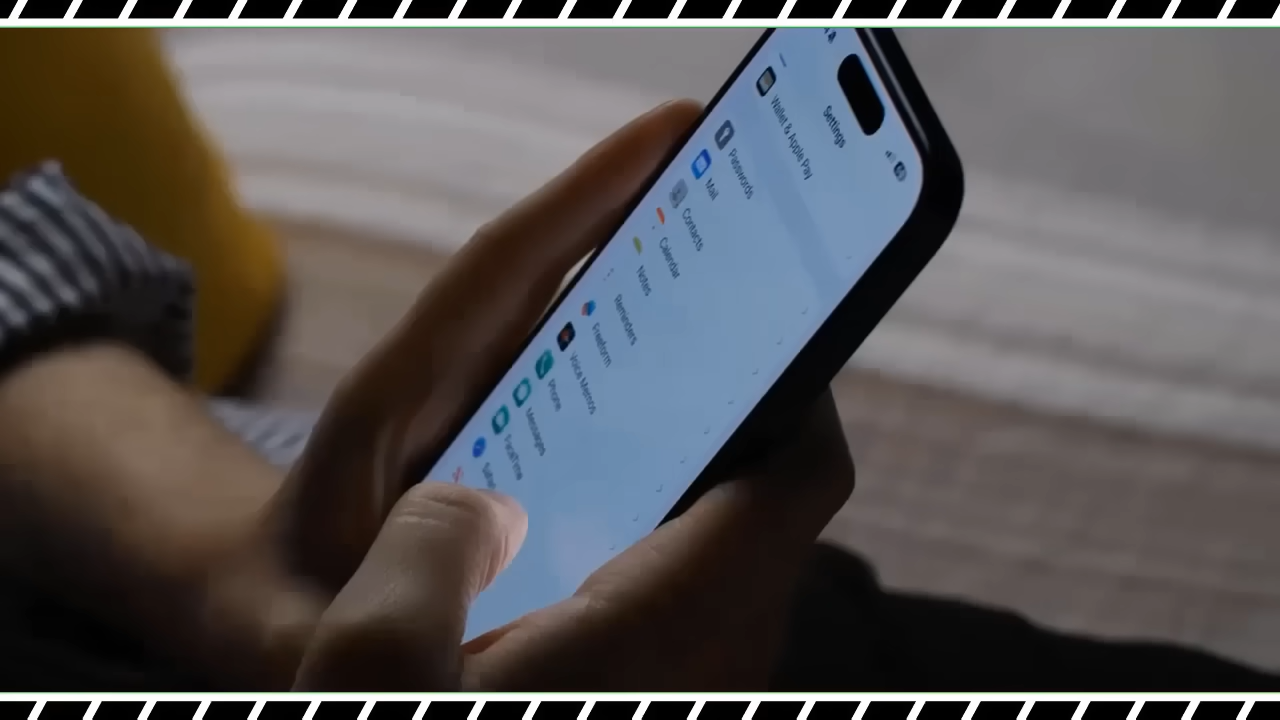 Settings
Wallet & Apple Pay
Passwords
Mail
Contacts
Calendar
Notes
Reminders
Freeform
Voice Memos
Phone
Messages
FaceTime